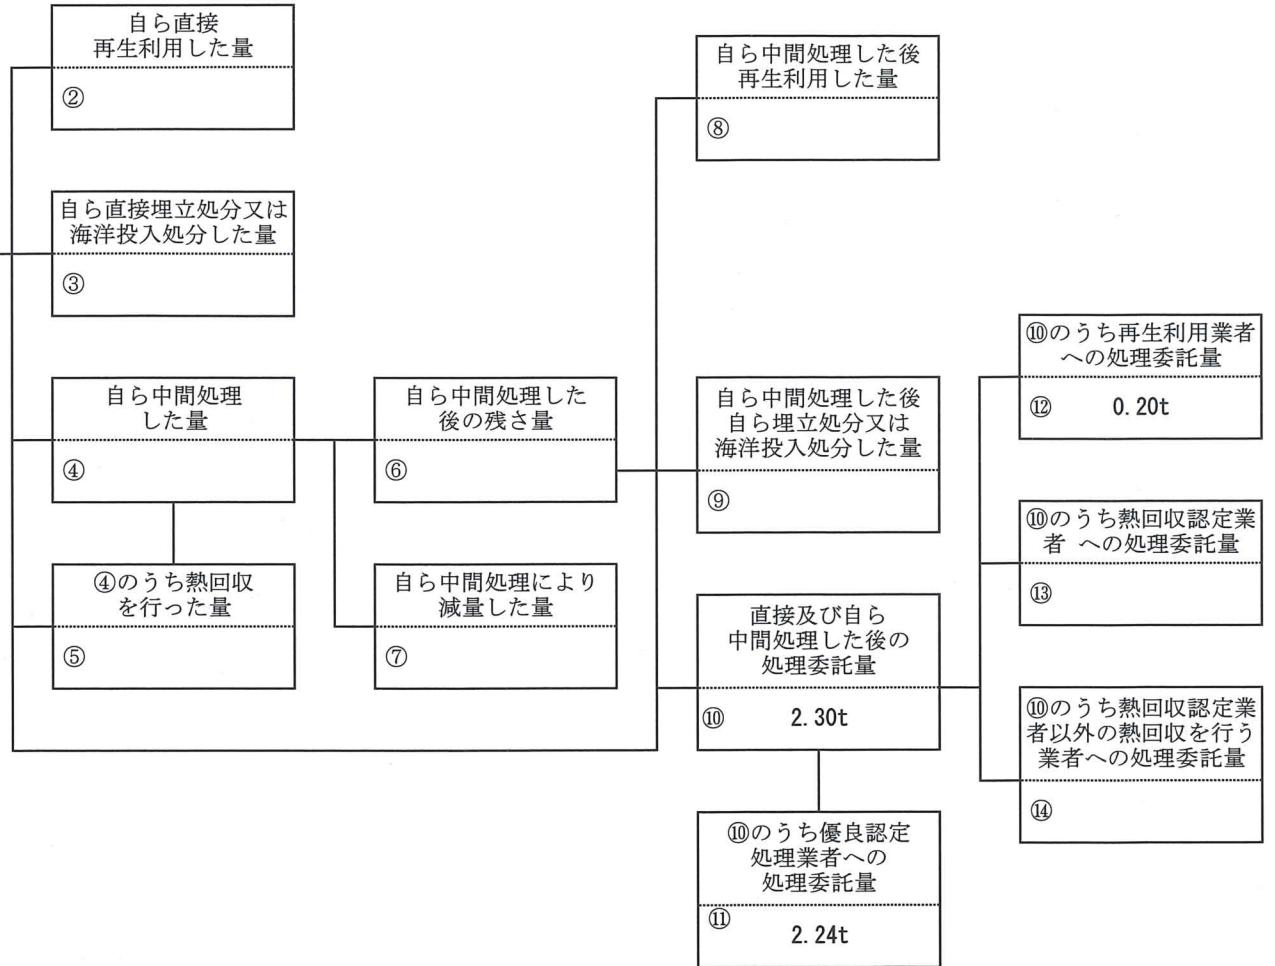 自ら直接
再生利用した量
②
自ら直接埋立処分又は
海洋投入処分した量
③
自ら中間処理
した量
④
④のうち熱回収
を行った量
⑤
自ら中間処理した
後の残さ量
⑥
自ら中間処理により
減量した量
⑦
自ら中間処理した後
再生利用した量
⑧
自ら中間処理した後
自ら埋立処分又は
海洋投入処分した量
⑨
直接及び自ら
中間処理した後の
処理委託量
⑩ 2.30t
⑩のうち優良認定
処理業者への
処理委託量
⑪ 2.24t
⑩のうち再生利用業者
への処理委託量
⑫ 0.20t
⑩のうち熱回収認定業
者 への処理委託量
⑬
⑩のうち熱回収認定業
者以外の熱回収を行う
業者への処理委託量
⑭